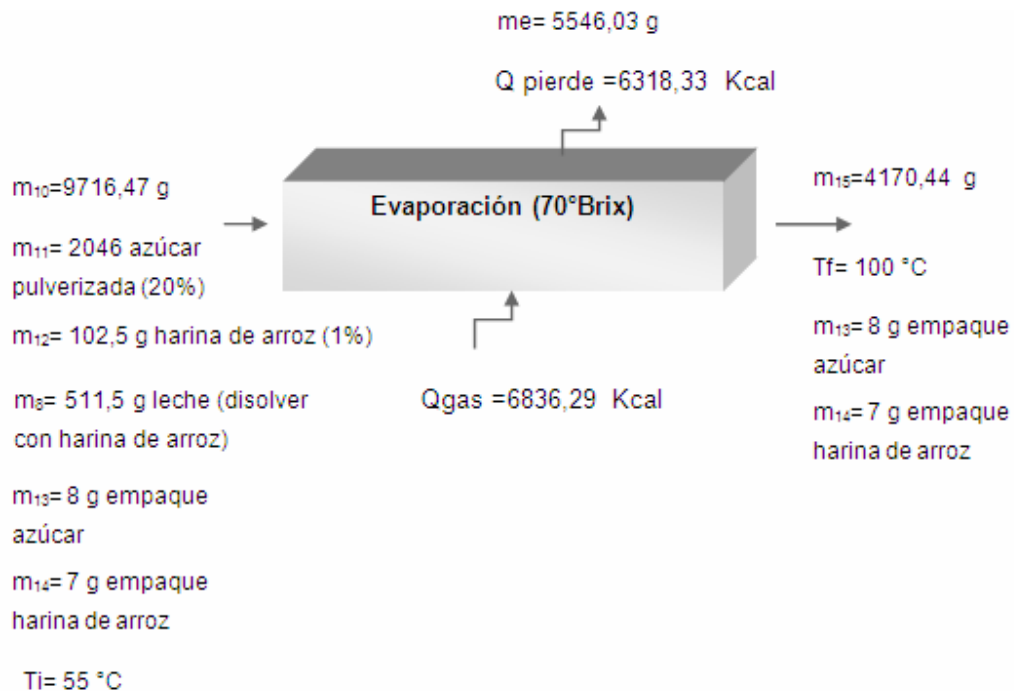 me= 5546,03 g
Q pierde =6318,33 Kcal
m₁₀=9716,47 g
m₁₁= 2046 azúcar
pulverizada (20%)
m₁₂= 102,5 g harina de arroz (1%)
m₈= 511,5 g leche (disolver
con harina de arroz)
m₁₃= 8 g empaque
azúcar
m₁₄= 7 g empaque
harina de arroz
Ti= 55 °C
Evaporación (70°Brix)
Qgas =6836,29 Kcal
m₁₅=4170,44 g
Tf= 100 °C
m₁₃= 8 g empaque
azúcar
m₁₄= 7 g empaque
harina de arroz